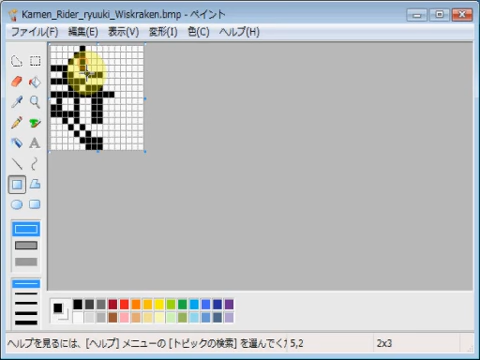 Kamen_Rider_ryuuki_Wiskraken.bmp - ペイント
ファイル(F) 編集(E) 表示(V) 変形(I) 色(C) ヘルプ(H)
A
ヘルプを見るには、[ヘルプ] メニューの [トピックの検索] を選んでく 5,2 2x3